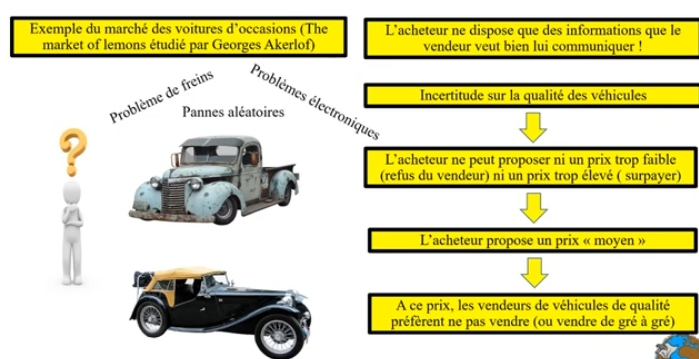 Exemple du marché des voitures d'occasions (The
market of lemons étudié par Georges Akerlof)
Problème de freins
Problèmes électroniques
Pannes aléatoires
?
L'acheteur ne dispose que des informations que le
vendeur veut bien lui communiquer !
Incertitude sur la qualité des véhicules
L'acheteur ne peut proposer ni un prix trop faible
(refus du vendeur) ni un prix trop élevé ( surpayer)
L'acheteur propose un prix « moyen »
A ce prix, les vendeurs de véhicules de qualité
préfèrent ne pas vendre (ou vendre de gré à gré)